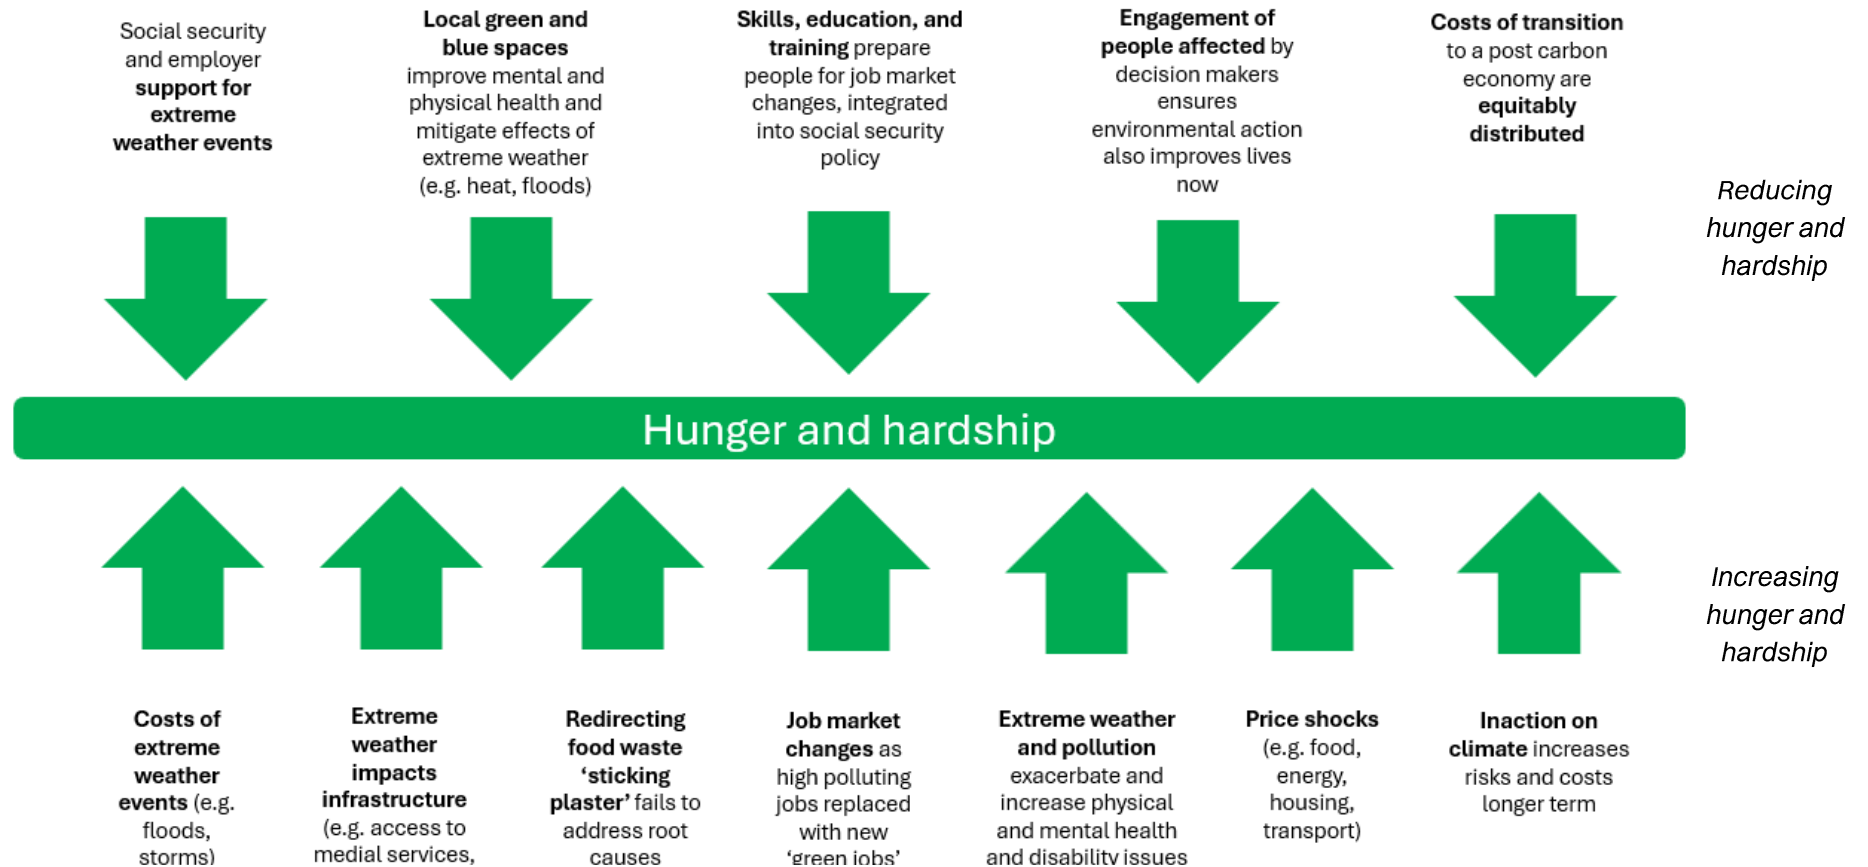 Social security
and employer
support for
extreme
weather events
Local green and
blue spaces
improve mental and
physical health and
mitigate effects of
extreme weather
(e.g. heat, floods)
Skills, education, and
training prepare
people for job market
changes, integrated
into social security
policy
Engagement of
people affected by
decision makers
ensures
environmental action
also improves lives
now
Costs of transition
to a post carbon
economy are
equitably
distributed
Reducing
hunger and
hardship
Hunger and hardship
Increasing
hunger and
hardship
Costs of
extreme
weather
events (e.g.
floods,
storms)
Extreme
weather
impacts
infrastructure
(e.g. access to
medial services,
Redirecting
food waste
‘sticking
plaster’ fails to
address root
causes
Job market
changes as
high polluting
jobs replaced
with new
‘green jobs’
Extreme weather
and pollution
exacerbate and
increase physical
and mental health
and disability issues
Price shocks
(e.g. food,
energy,
housing,
transport)
Inaction on
climate increases
risks and costs
longer term